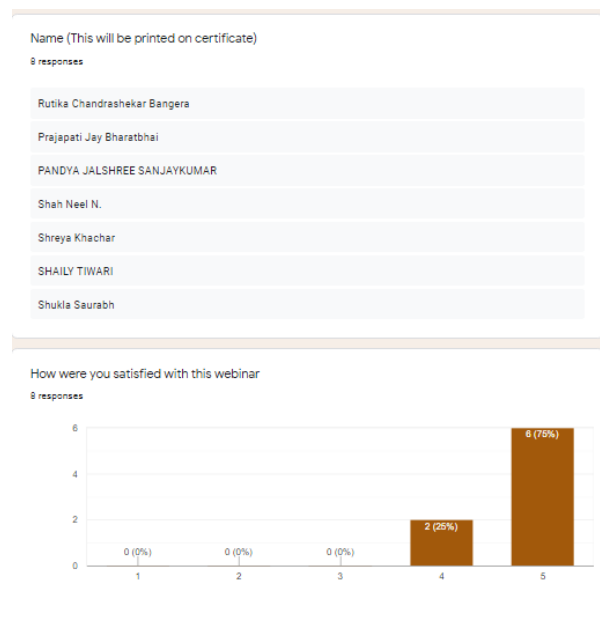 Name (This will be printed on certificate)
8 responses
Rutika Chandrashekar Bangera
Prajapati Jay Bharatbhai
PANDYA JALSHREE SANJAYKUMAR
Shah Neel N.
Shreya Khachar
SHAILY TIWARI
Shukla Saurabh
How were you satisfied with this webinar
8 responses
6
4
2
0
0 (0%)
0 (0%)
0 (0%)
2 (25%)
6 (75%)
1
2
3
4
5